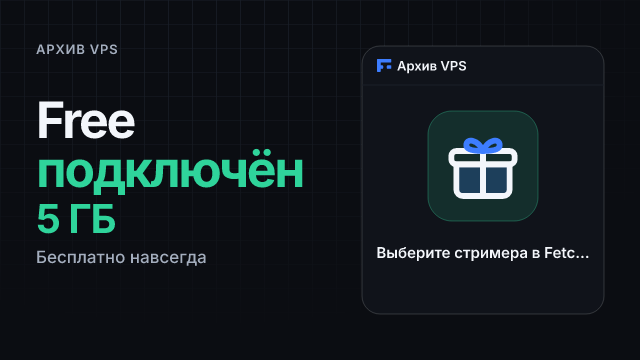 АРХИВ VPS
Free
подключён
5 ГБ
Бесплатно навсегда
Архив VPS
Выберите стримера в Fetc...